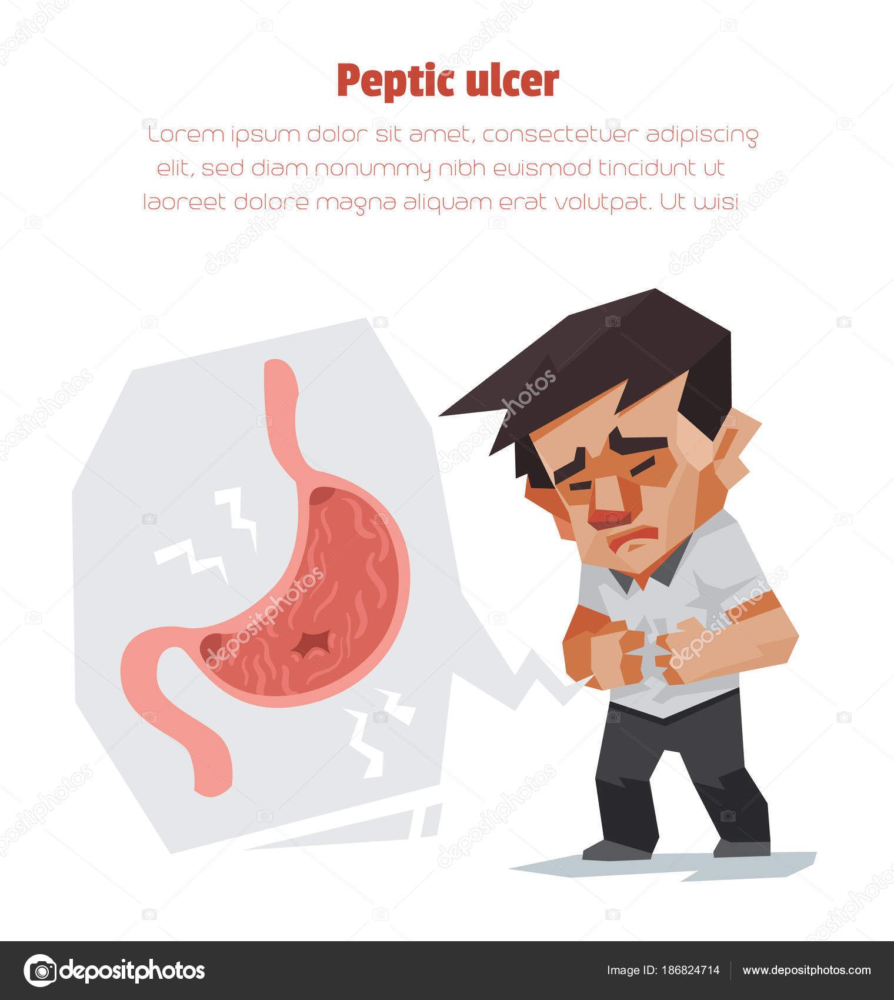 Peptic ulcer
Lorem ipsum dolor sit amet, consectetuer adipiscing
elit, sed diam nonummy nibh euismod tincidunt ut
laoreet dolore magna aliquam erat volutpat. Ut wisi
depositphotos
Image ID: 186824714
www.depositphotos.com